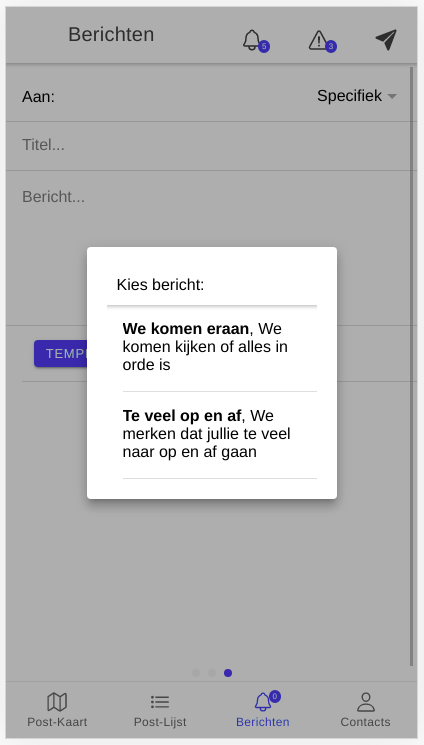 Berichten
5
3
Aan:
Specifiek
Titel...
Bericht...
Kies bericht:
We komen eraan, We
komen kijken of alles in
orde is
TEMP
Te veel op en af, We
merken dat jullie te veel
naar op en af gaan
0
Post-Kaart
Post-Lijst
Berichten
Contacts